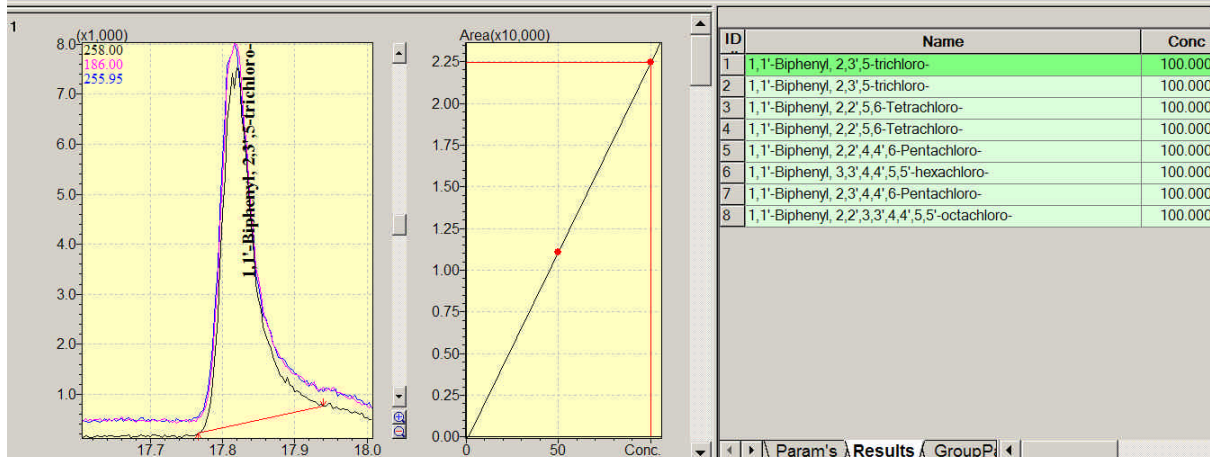 1
(x1,000)
8.0
258.00
186.00
255.95
7.0
6.0
5.0
4.0
3.0
2.0
1.0
17.7
17.8
17.9
18.0
1,1'-Biphenyl, 2,3',5-trichloro-
Area(x10,000)
2.25
2.00
1.75
1.50
1.25
1.00
0.75
0.50
0.25
0.00
0
50
Conc.
ID Name Conc
1 1,1'-Biphenyl, 2,3',5-trichloro- 100.000
2 1,1'-Biphenyl, 2,3',5-trichloro- 100.000
3 1,1'-Biphenyl, 2,2',5,6-Tetrachloro- 100.000
4 1,1'-Biphenyl, 2,2',5,6-Tetrachloro- 100.000
5 1,1'-Biphenyl, 2,2',4,4',6-Pentachloro- 100.000
6 1,1'-Biphenyl, 3,3',4,4',5,5'-hexachloro- 100.000
7 1,1'-Biphenyl, 2,3',4,4',6-Pentachloro- 100.000
8 1,1'-Biphenyl, 2,2',3,3',4,4',5,5'-octachloro- 100.000
Param's Results